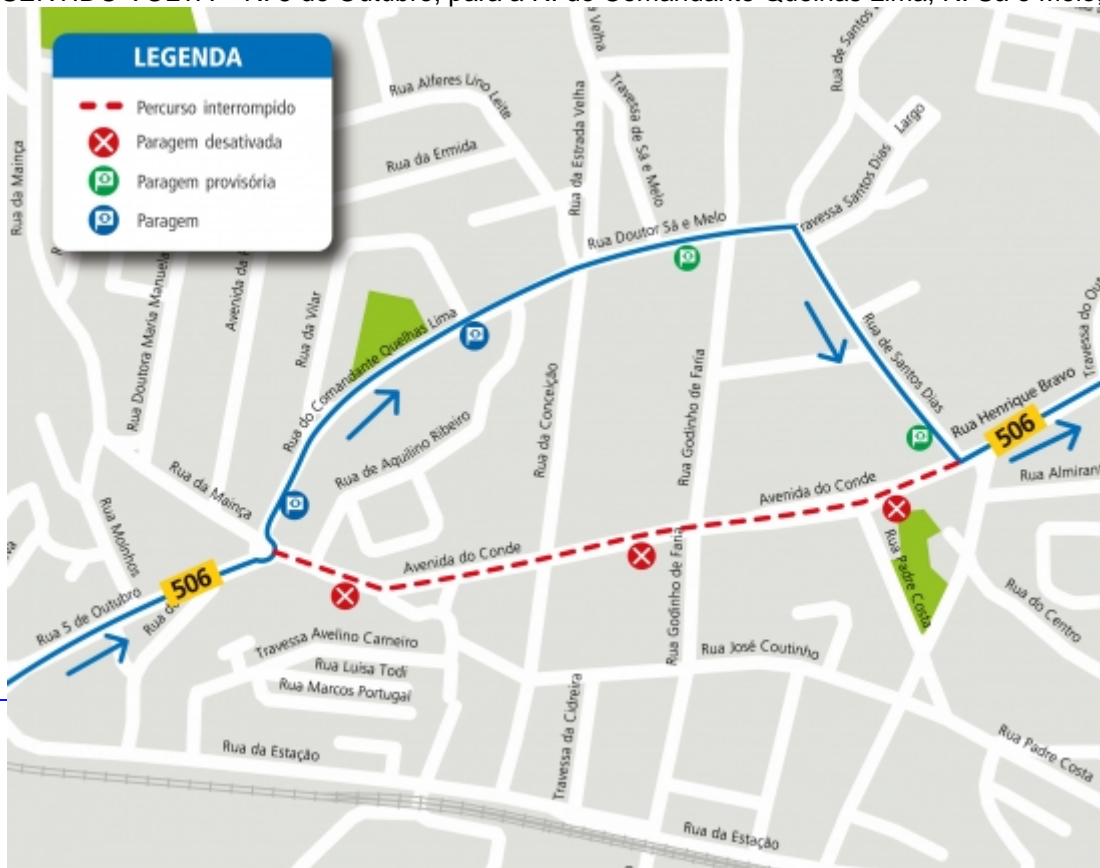 LEGENDA
Percurso interrompido
Paragem desativada
Paragem provisória
Paragem
Velha
Rua de Santos
Rua Alferes Lino Leite
Travessa de Sá e Melo
Rua da Estrada Velha
Largo
Rua da Mainça
Rua da Ermida
Travessa Santos Dias
Rua Doutor Sá e Melo
Rua Doutora Maria Manuela
Avenida da
Rua da Vilar
Rua do Comandante Quelhas Lima
Rua de Santos Dias
Travessa do
Rua da Conceição
Rua Godinho de Faria
Rua Henrique Bravo
506
Rua de Aquilino Ribeiro
Rua da Mainça
Rua Moinhos
Avenida do Conde
Rua Almirant
Avenida do Conde
506
Rua 5 de Outubro
Rua Godinho de Faria
Rua Padre Costa
Rua do Centro
Travessa Avelino Carneiro
Rua Luisa Todi
Rua Marcos Portugal
Rua José Coutinho
Travessa da Cidreira
Rua da Estação
Rua Padre Costa
Rua da Estação